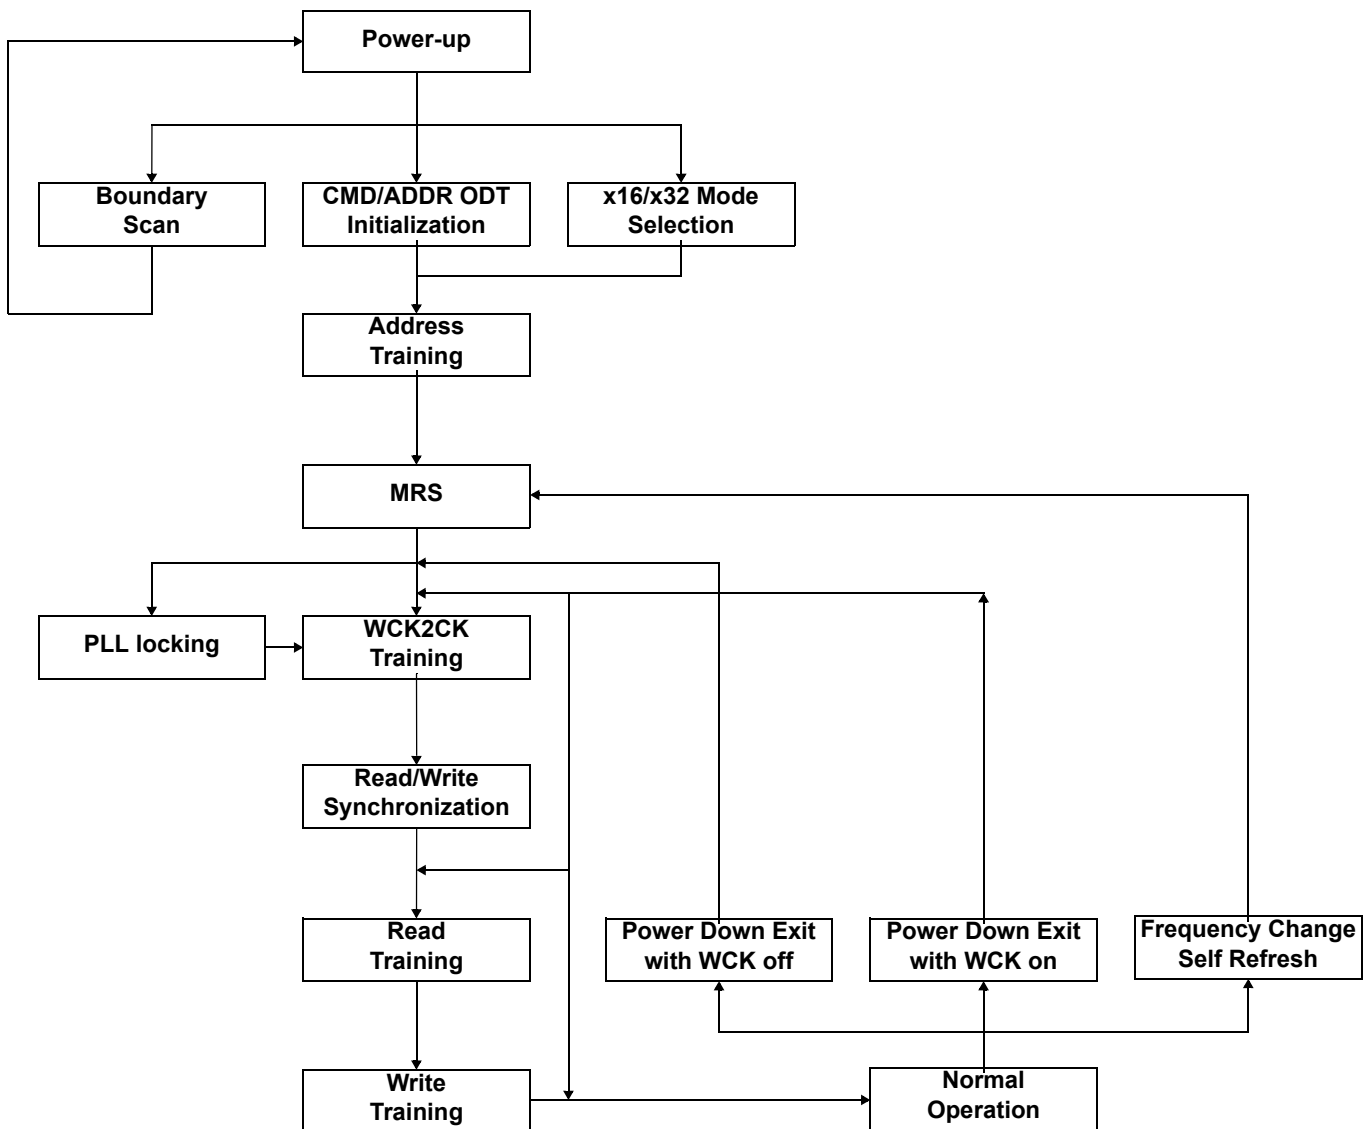 Power-up
Boundary
Scan
CMD/ADDR ODT
Initialization
x16/x32 Mode
Selection
Address
Training
MRS
PLL locking
WCK2CK
Training
Read/Write
Synchronization
Read
Training
Power Down Exit
with WCK off
Power Down Exit
with WCK on
Frequency Change
Self Refresh
Write
Training
Normal
Operation